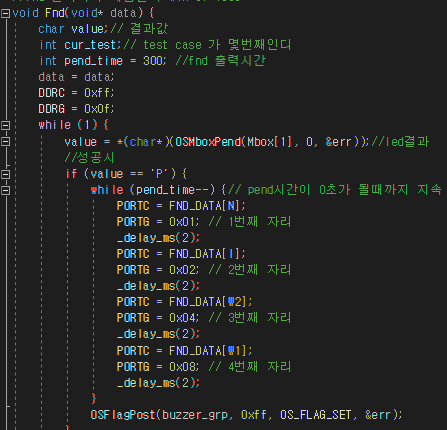 void Fnd(void* data) {
char value;// 결과값
int cur_test;// test case 가 몇번째인디
int pend_time = 300; //fnd 출력시간
data = data;
DDRC = 0xff;
DDRG = 0x0f;
while (1) {
value = *(char*)(OSMboxPend(Mbox[1], 0, &err));//led결과
//성공시
if (value == 'P') {
while (pend_time--) {// pend시간이 0초가 될때까지 지속
PORTC = FND_DATA[N];
PORTG = 0x01; // 1번째 자리
_delay_ms(2);
PORTC = FND_DATA[I];
PORTG = 0x02; // 2번째 자리
_delay_ms(2);
PORTC = FND_DATA[W2];
PORTG = 0x04; // 3번째 자리
_delay_ms(2);
PORTC = FND_DATA[W1];
PORTG = 0x08; // 4번째 자리
_delay_ms(2);
}
OSFlagPost(buzzer_grp, 0xff, OS_FLAG_SET, &err);